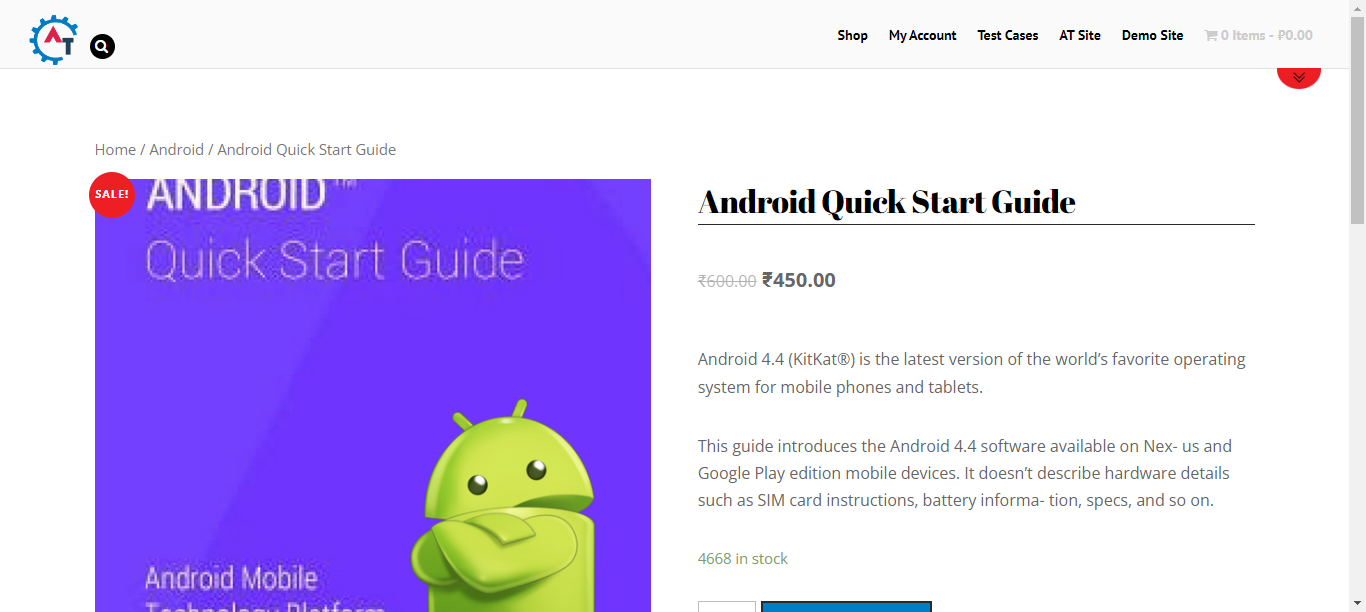 AT
Shop My Account Test Cases AT Site Demo Site 0 Items - ₽0.00
Home / Android / Android Quick Start Guide
SALE!
ANDROID™
Quick Start Guide
Android Mobile
Technology Platform
Android Quick Start Guide
₹600.00 ₹450.00
Android 4.4 (KitKat®) is the latest version of the world’s favorite operating
system for mobile phones and tablets.
This guide introduces the Android 4.4 software available on Nex- us and
Google Play edition mobile devices. It doesn’t describe hardware details
such as SIM card instructions, battery informa- tion, specs, and so on.
4668 in stock